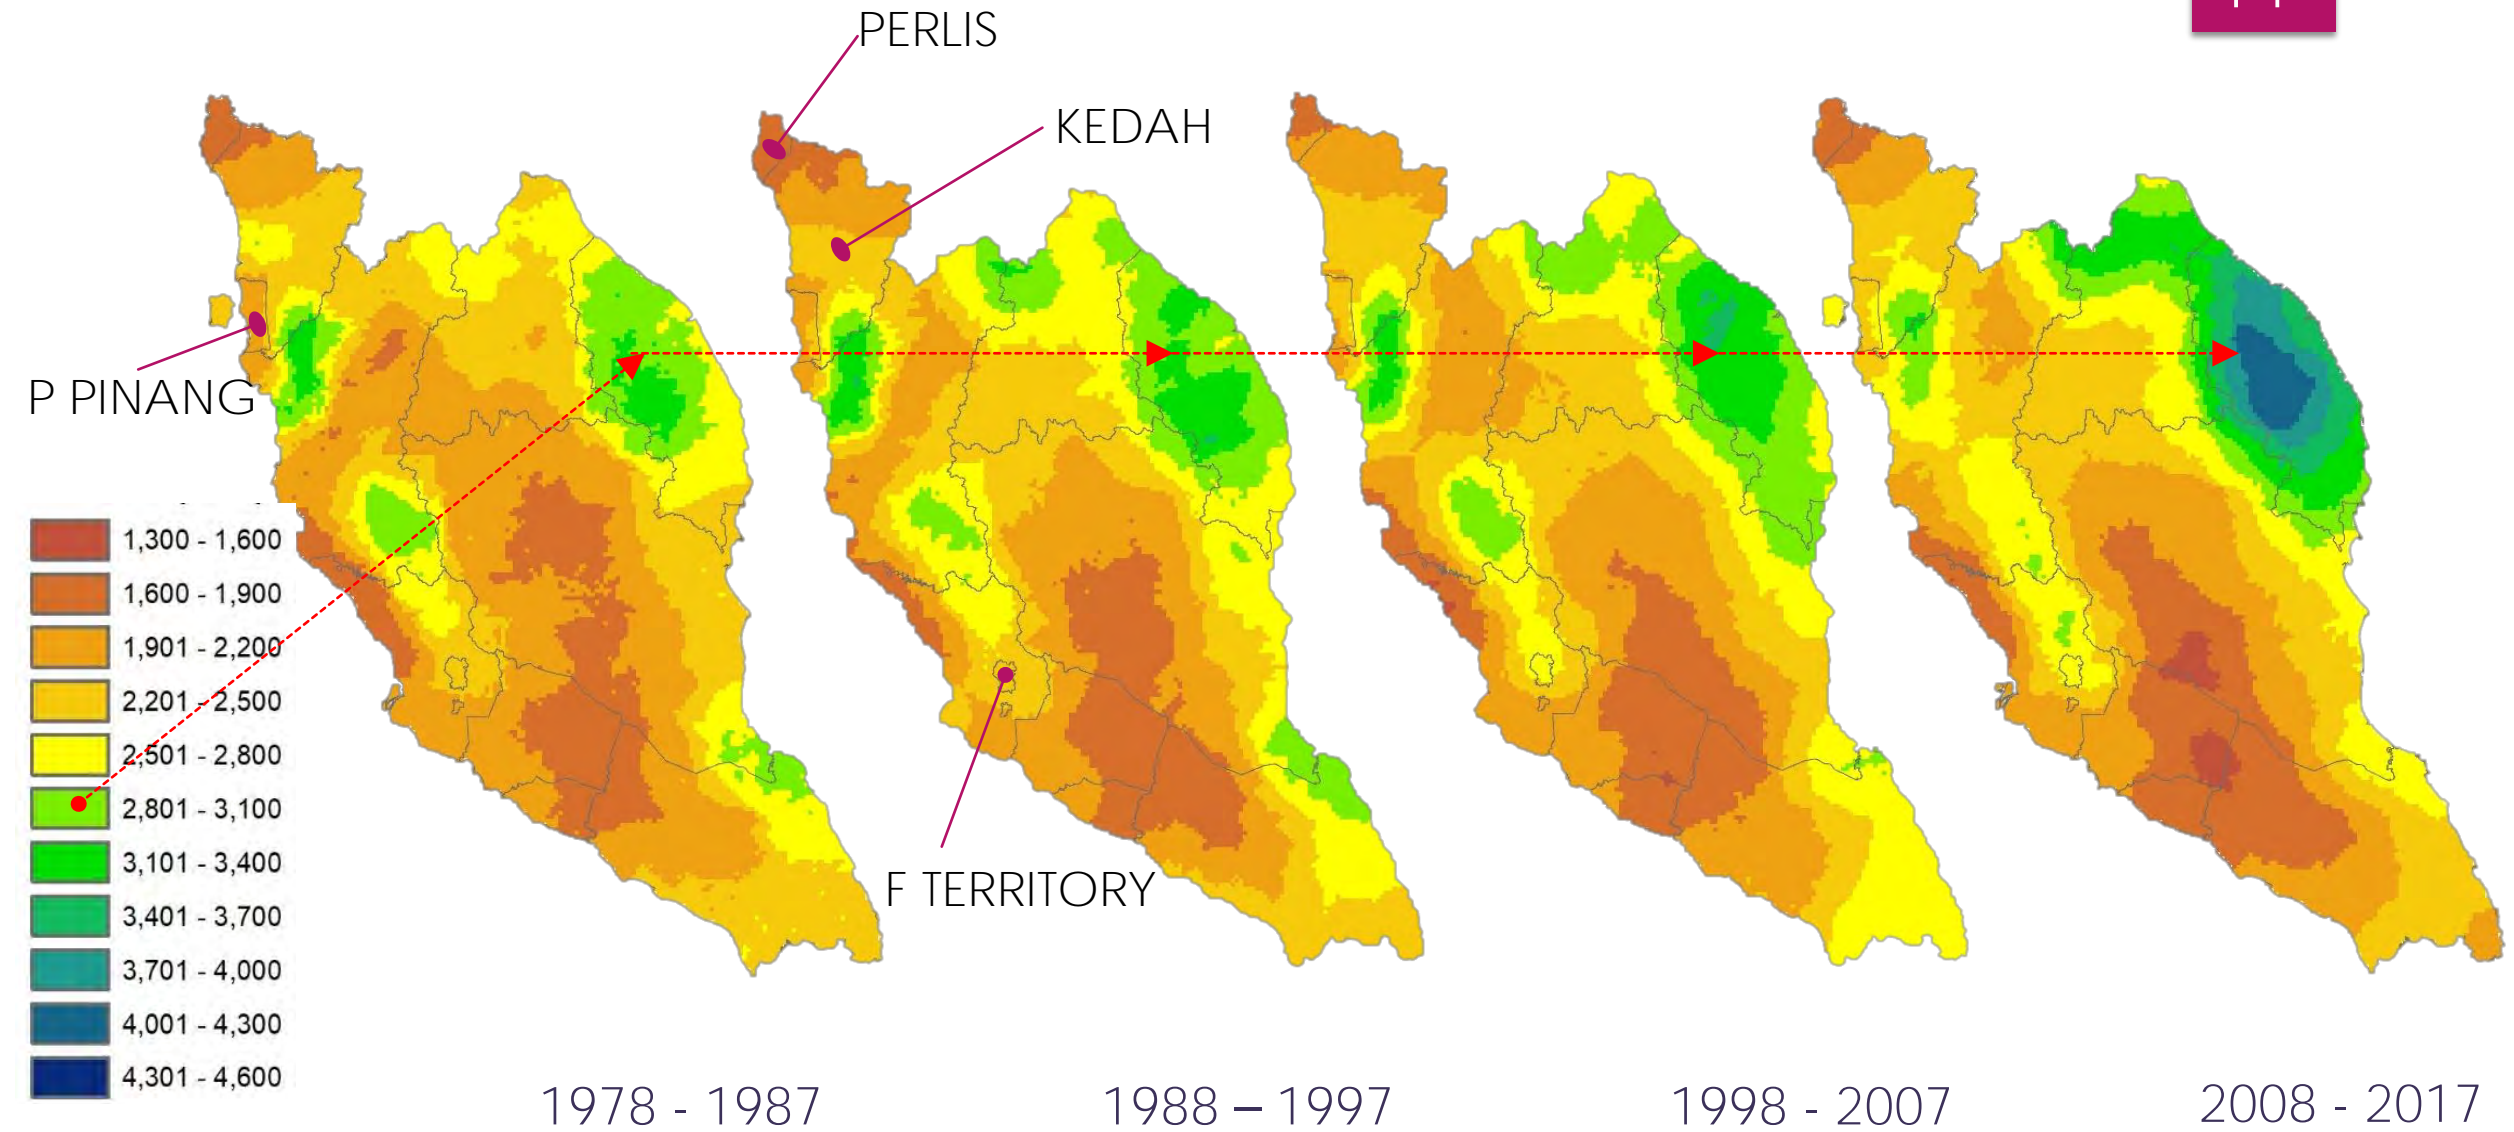 PERLIS
KEDAH
P PINANG
1,300 - 1,600
1,600 - 1,900
1,901 - 2,200
2,201 - 2,500
2,501 - 2,800
2,801 - 3,100
3,101 - 3,400
3,401 - 3,700
3,701 - 4,000
4,001 - 4,300
4,301 - 4,600
F TERRITORY
1978 - 1987
1988 – 1997
1998 - 2007
2008 - 2017